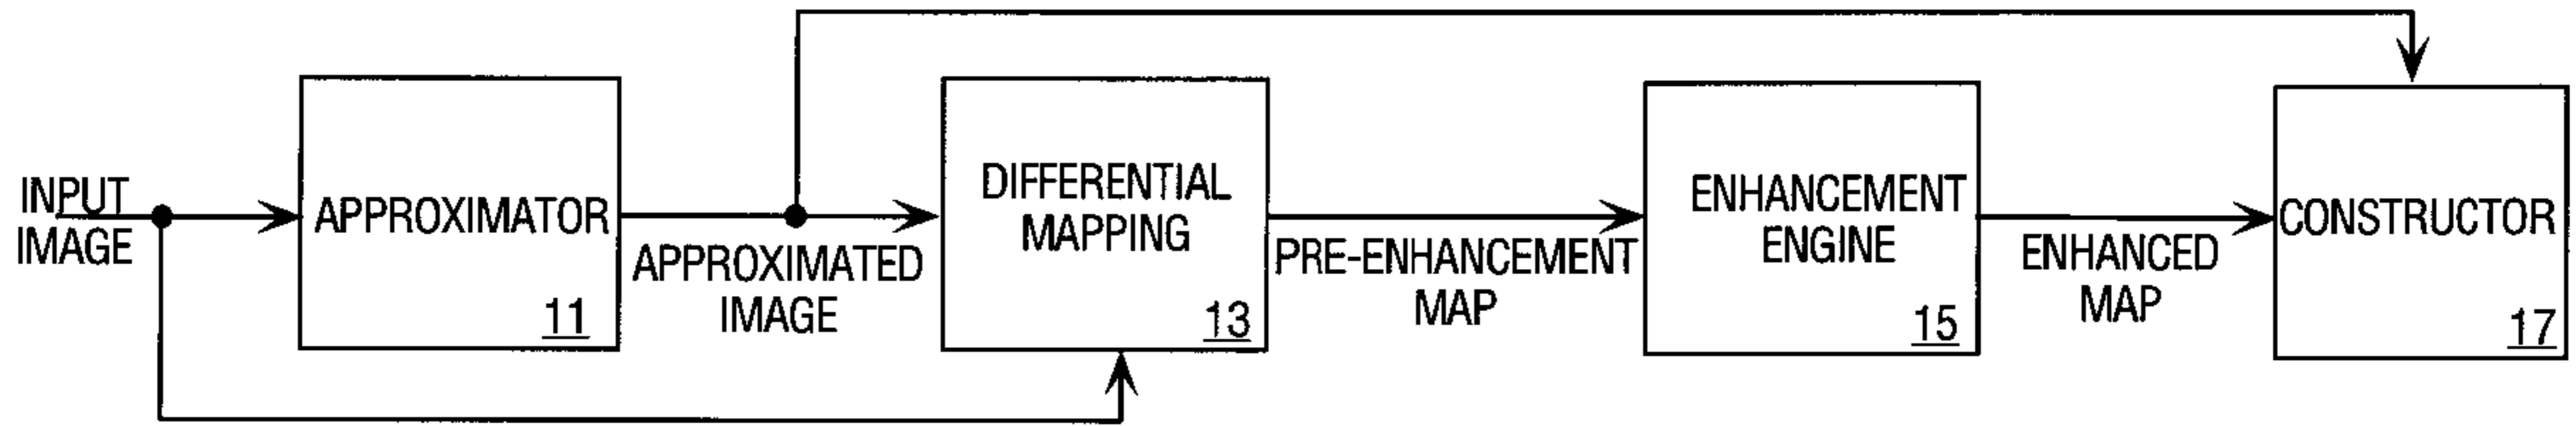 INPUT
IMAGE
APPROXIMATOR
11
APPROXIMATED
IMAGE
DIFFERENTIAL
MAPPING
13
PRE-ENHANCEMENT
MAP
ENHANCEMENT
ENGINE
15
ENHANCED
MAP
CONSTRUCTOR
17